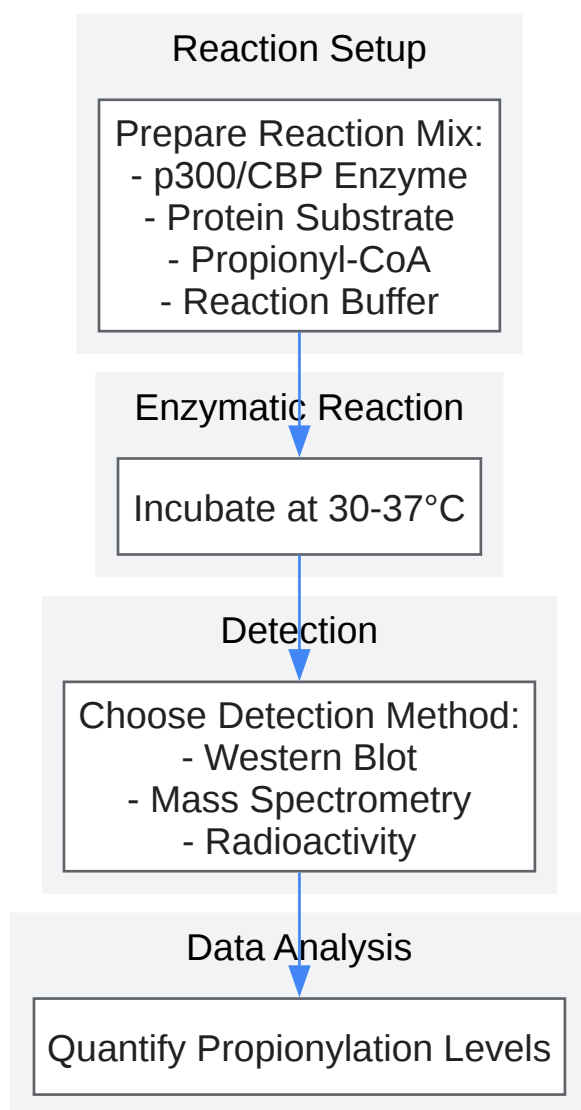 Reaction Setup
Prepare Reaction Mix:
- p300/CBP Enzyme
- Protein Substrate
- Propionyl-CoA
- Reaction Buffer
Enzymatic Reaction
Incubate at 30-37°C
Detection
Choose Detection Method:
- Western Blot
- Mass Spectrometry
- Radioactivity
Data Analysis
Quantify Propionylation Levels